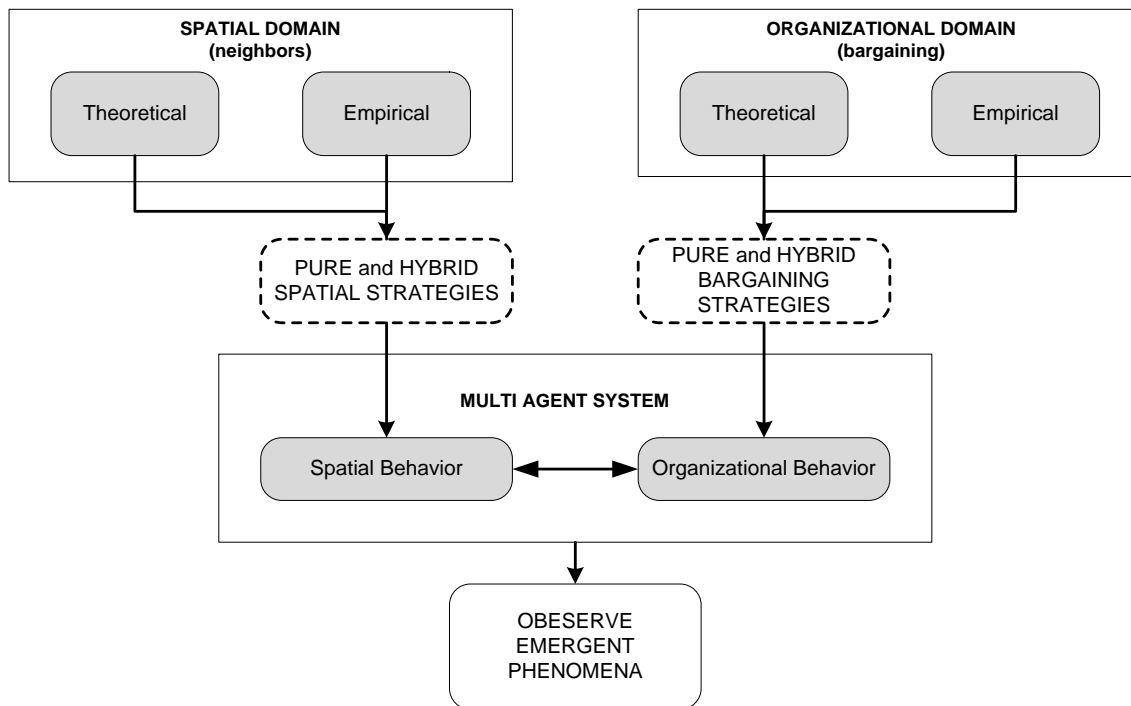 SPATIAL DOMAIN
(neighbors)
Theoretical
Empirical
ORGANIZATIONAL DOMAIN
(bargaining)
Theoretical
Empirical
PURE and HYBRID
SPATIAL STRATEGIES
PURE and HYBRID
BARGAINING
STRATEGIES
MULTI AGENT SYSTEM
Spatial Behavior
Organizational Behavior
OBESERVE
EMERGENT
PHENOMENA